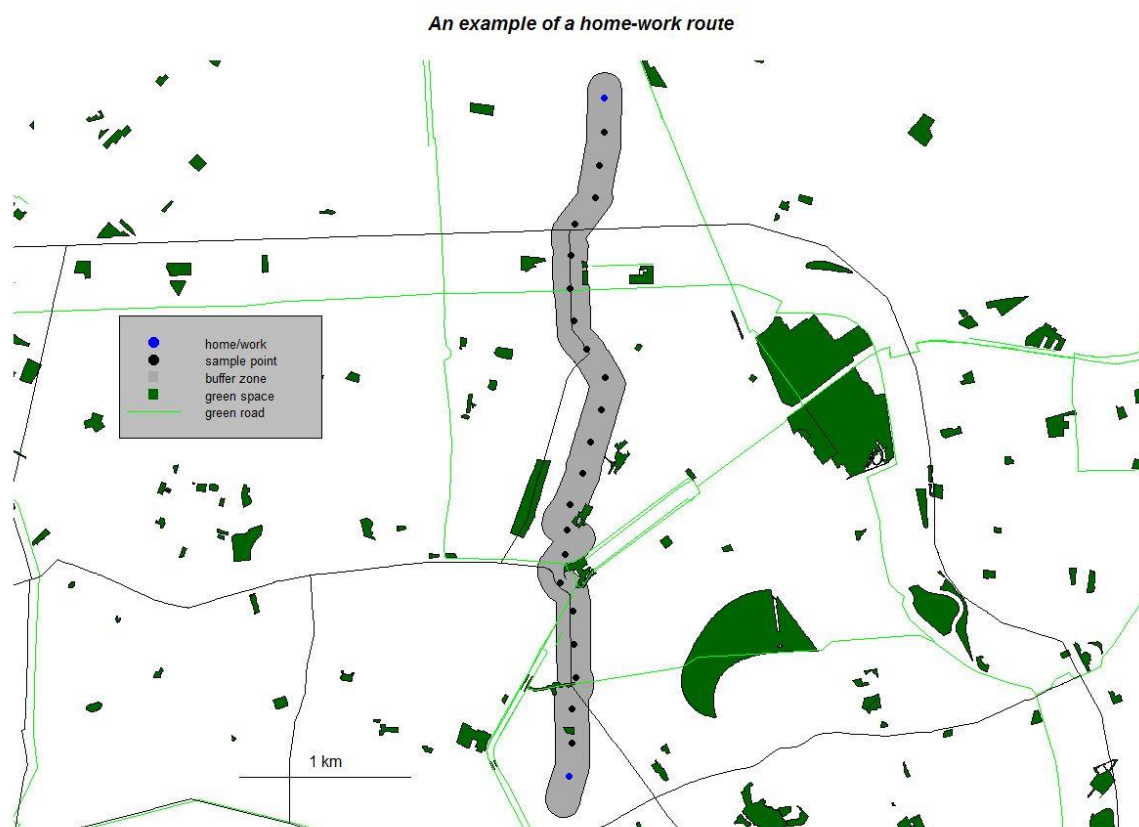 An example of a home-work route
home/work
sample point
buffer zone
green space
green road
1 km